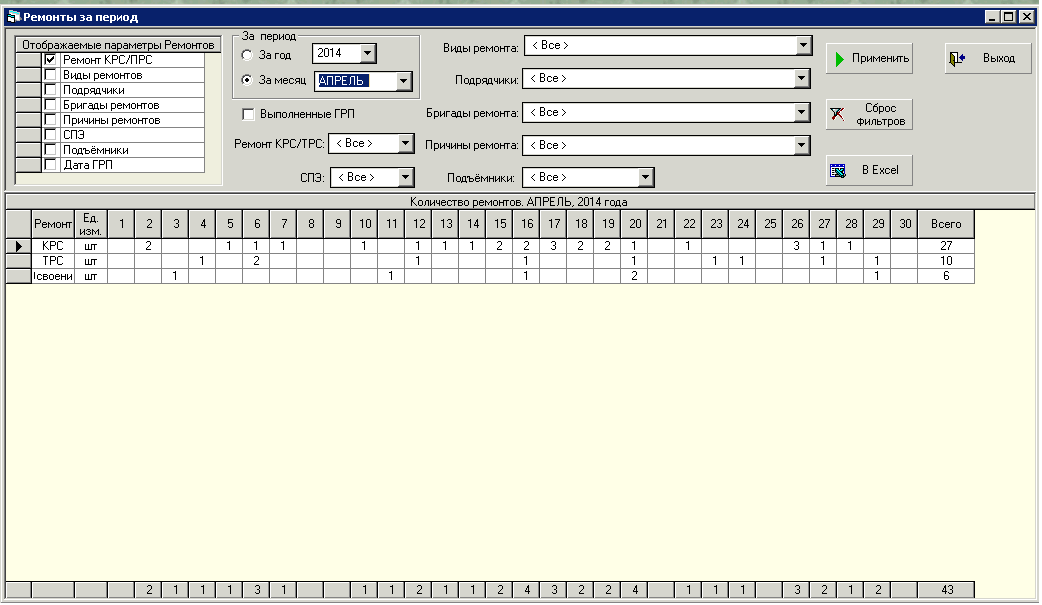 Ремонты за период
Отображаемые параметры Ремонтов
Ремонт КРС/ПРС
Виды ремонтов
Подрядчики
Бригады ремонтов
Причины ремонтов
СПЭ
Подъёмники
Дата ГРП
За период
За год 2014
За месяц АПРЕЛЬ
Выполненные ГРП
Ремонт КРС/ТРС: < Все >
СПЭ: < Все >
Виды ремонта: < Все >
Подрядчики: < Все >
Бригады ремонта: < Все >
Причины ремонта: < Все >
Подъёмники: < Все >
Применить
Выход
Сброс
фильтров
В Excel
Количество ремонтов. АПРЕЛЬ, 2014 года
Ремонт Ед. изм. 1 2 3 4 5 6 7 8 9 10 11 12 13 14 15 16 17 18 19 20 21 22 23 24 25 26 27 28 29 30 Всего
КРС шт 2 1 1 1 1 1 1 1 2 2 3 2 2 1 1 3 1 1 27
ТРС шт 1 2 1 1 1 1 1 1 1 10
своени шт 1 1 1 2 1 6
2 1 1 1 3 1 1 1 2 1 1 2 4 3 2 2 4 1 1 1 3 2 1 2 43